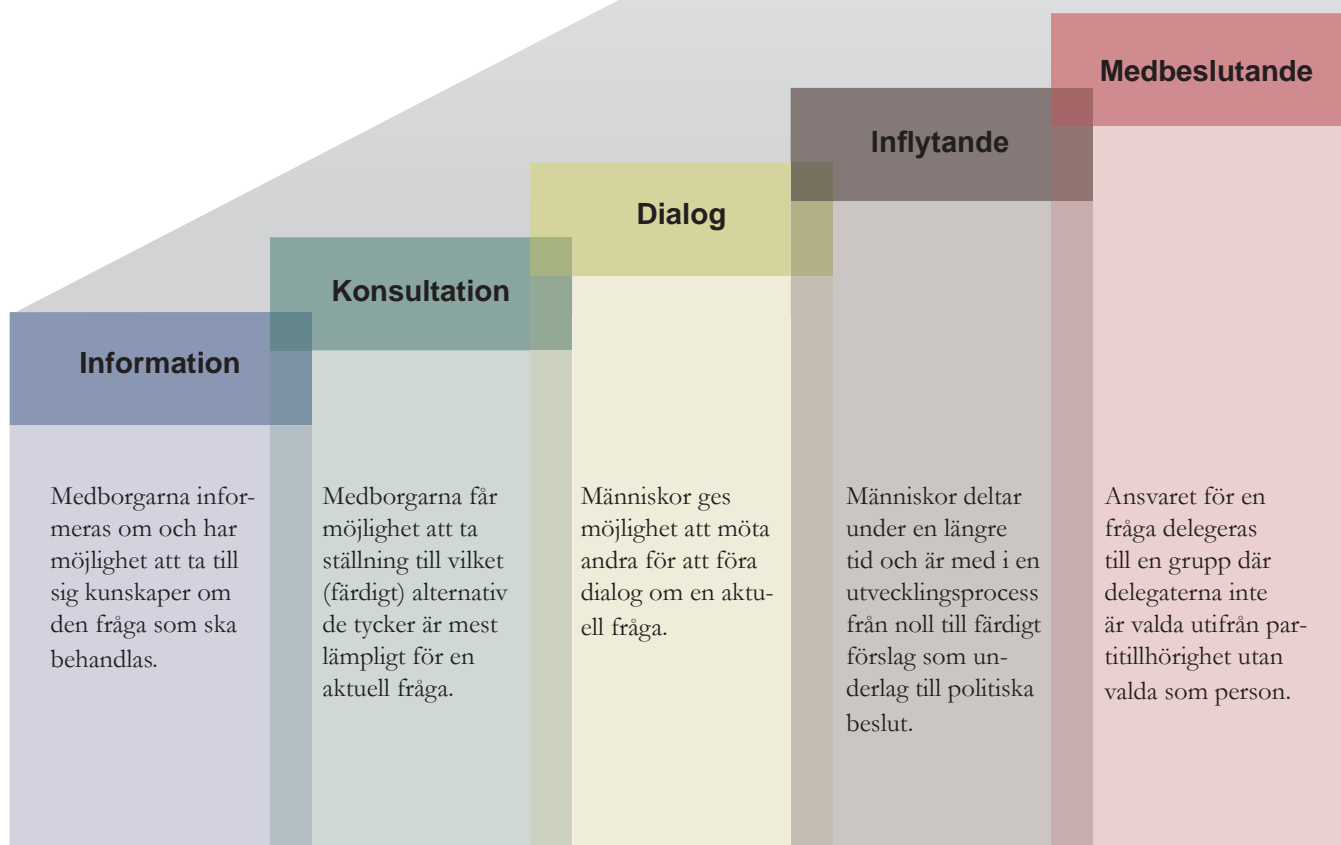 Information
Medborgarna infor-
meras om och har
möjlighet att ta till
sig kunskaper om
den fråga som ska
behandlas.
Konsultation
Medborgarna får
möjlighet att ta
ställning till vilket
(färdigt) alternativ
de tycker är mest
lämpligt för en
aktuell fråga.
Dialog
Människor ges
möjlighet att möta
andra för att föra
dialog om en aktu-
ell fråga.
Inflytande
Människor deltar
under en längre
tid och är med i en
utvecklingsprocess
från noll till färdigt
förslag som un-
derlag till politiska
beslut.
Medbeslutande
Ansvaret för en
fråga delegeras
till en grupp där
delegaterna inte
är valda utifrån par-
titillhörighet utan
valda som person.